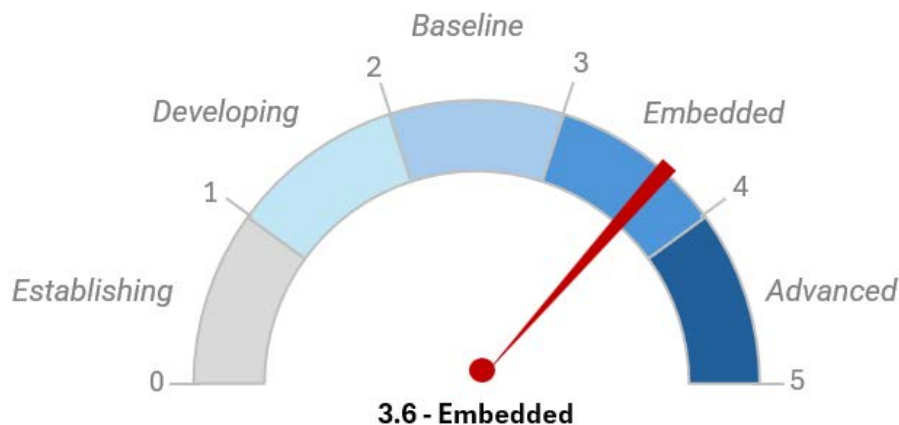 Baseline
2
3
Developing
Embedded
1
4
Establishing
Advanced
0
5
3.6 - Embedded